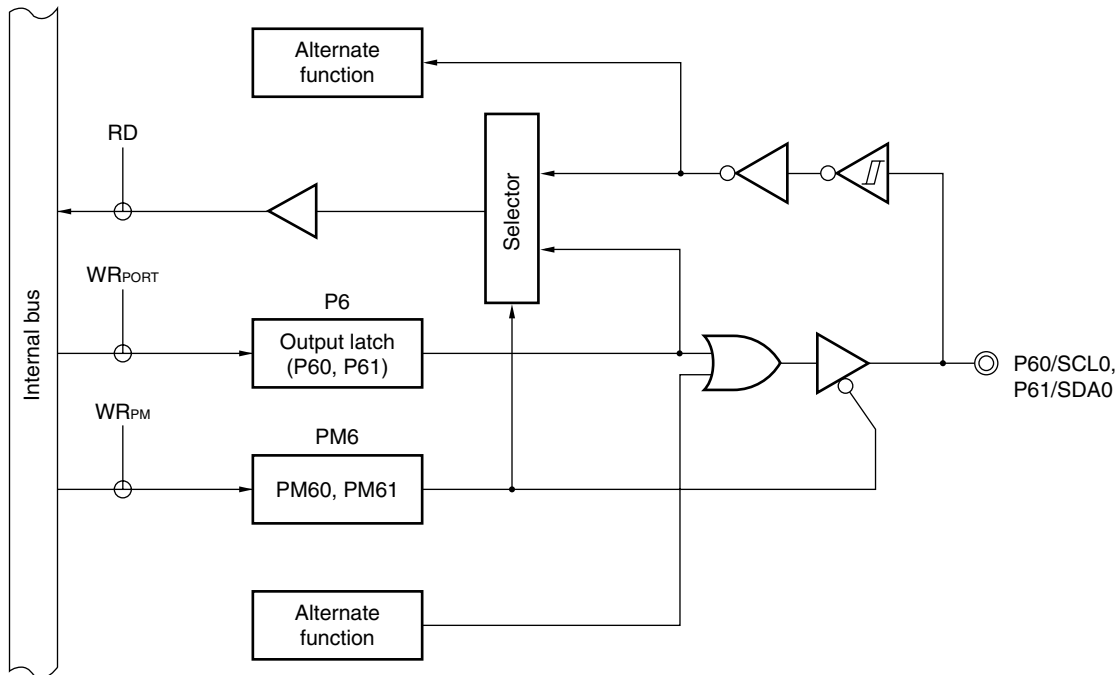 Alternate
function
RD
Selector
WRPORT
P6
Output latch
(P60, P61)
Internal bus
P60/SCL0,
P61/SDA0
WRPM
PM6
PM60, PM61
Alternate
function